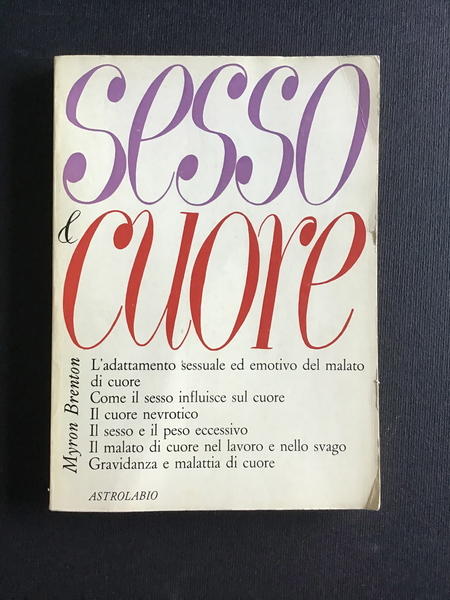 sesso
&
cuore
Myron Brenton
L'adattamento sessuale ed emotivo del malato
di cuore
Come il sesso influisce sul cuore
Il cuore nevrotico
Il sesso e il peso eccessivo
Il malato di cuore nel lavoro e nello svago
Gravidanza e malattia di cuore
ASTROLABIO